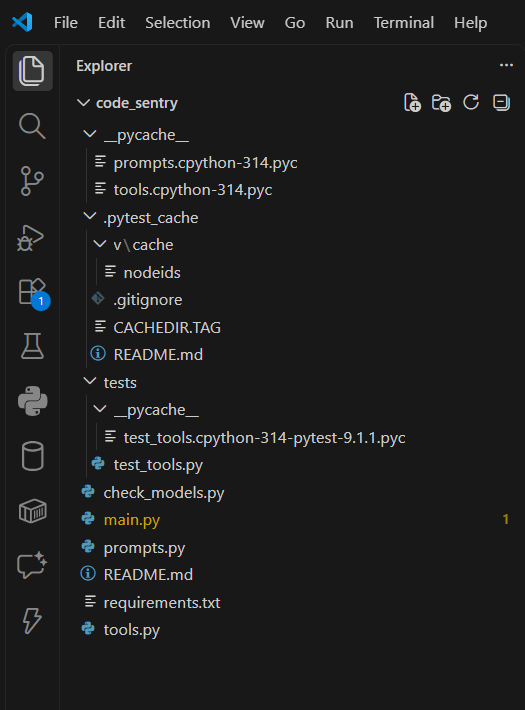 File Edit Selection View Go Run Terminal Help
Explorer
code_sentry
__pycache__
prompts.cpython-314.pyc
tools.cpython-314.pyc
.pytest_cache
v\cache
nodeids
.gitignore
CACHEDIR.TAG
README.md
tests
__pycache__
test_tools.cpython-314-pytest-9.1.1.pyc
test_tools.py
check_models.py
main.py 1
prompts.py
README.md
requirements.txt
tools.py
1